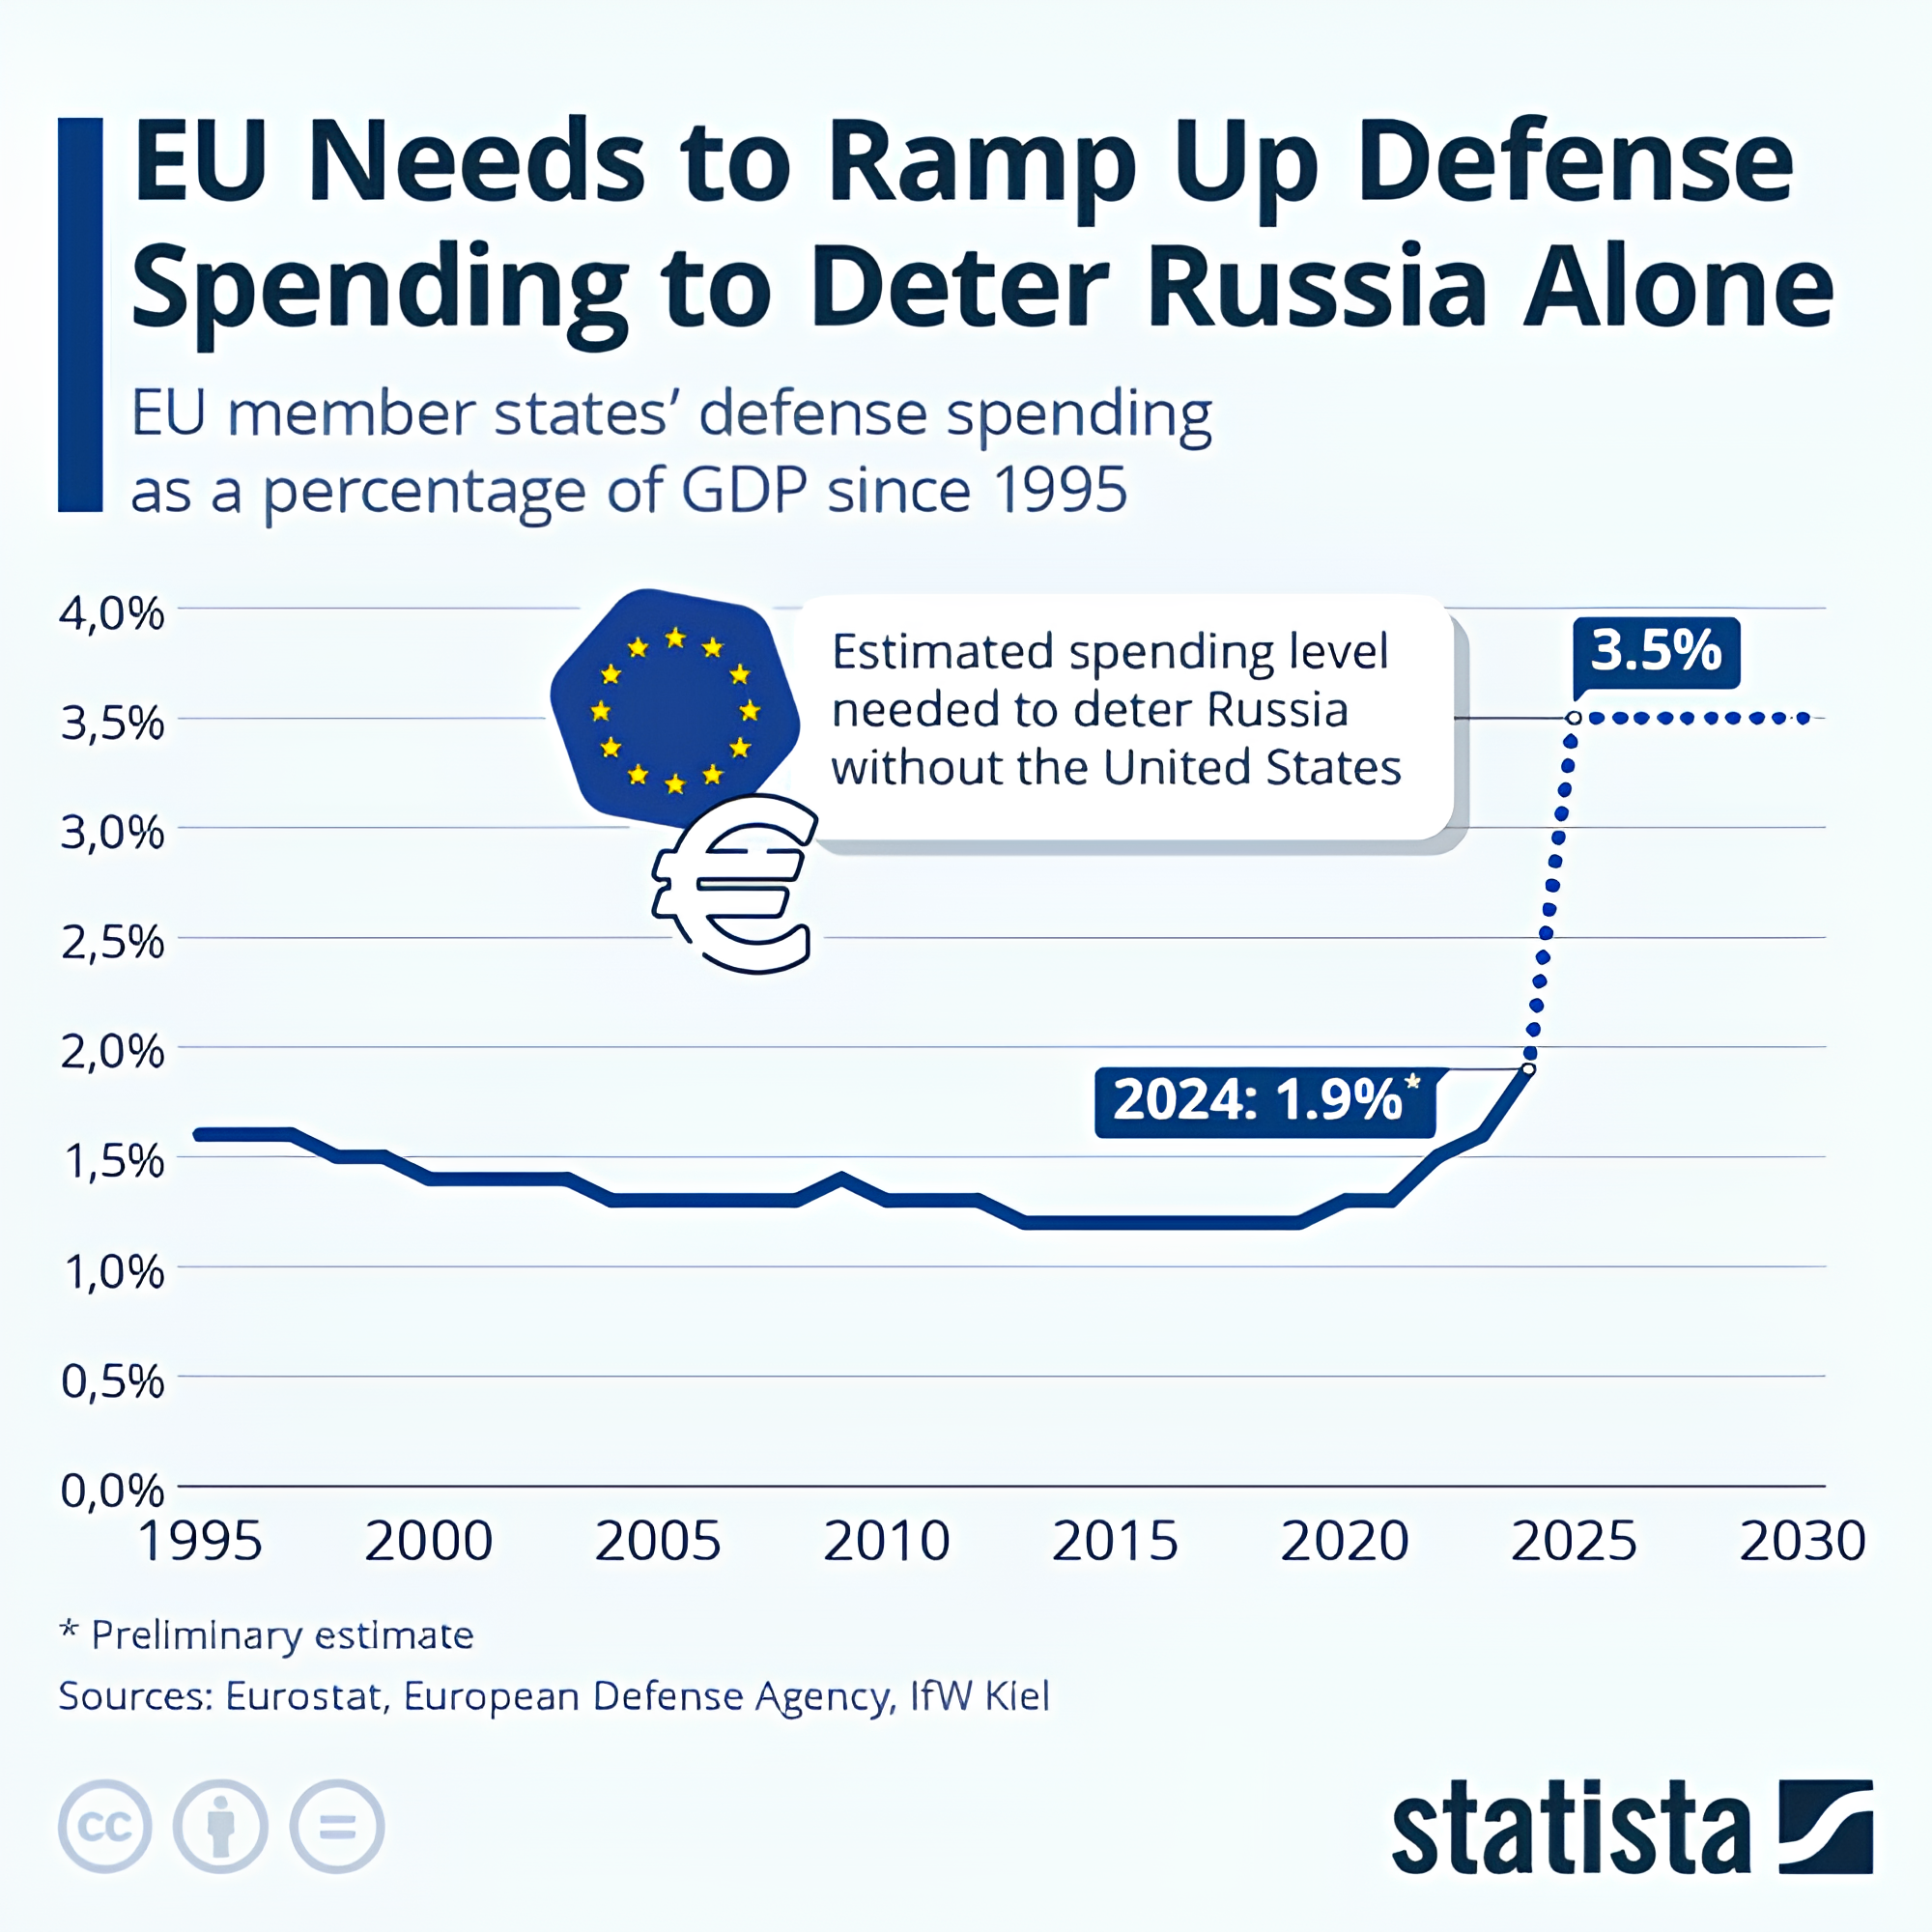 EU Needs to Ramp Up Defense
Spending to Deter Russia Alone
EU member states’ defense spending
as a percentage of GDP since 1995
4,0%
3,5%
3,0%
2,5%
2,0%
1,5%
1,0%
0,5%
0,0%
Estimated spending level
needed to deter Russia
without the United States
3.5%
€
2024: 1.9%*
1995 2000 2005 2010 2015 2020 2025 2030
* Preliminary estimate
Sources: Eurostat, European Defense Agency, IfW Kiel
cc
=
statista